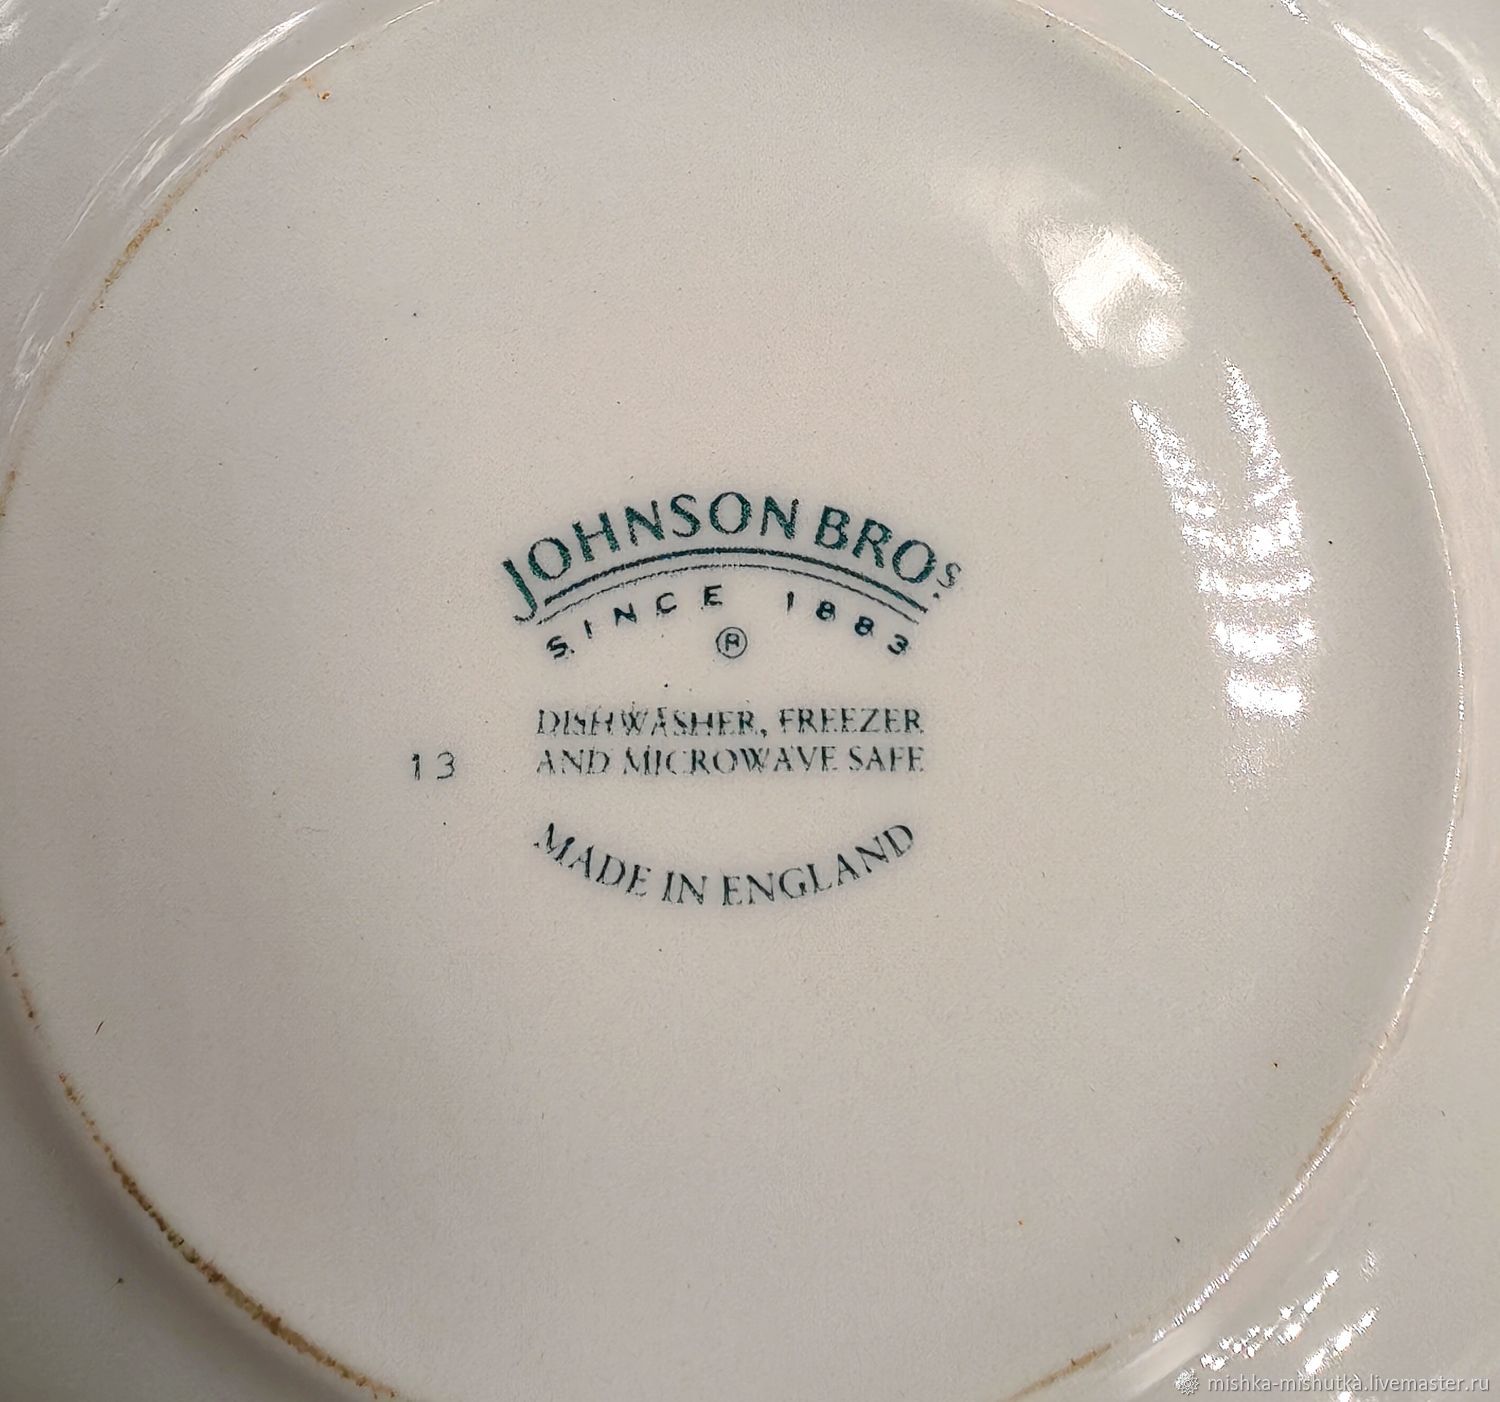 JOHNSON BROS.
SINCE 1883
®
DISHWASHER, FREEZER
AND MICROWAVE SAFE
13
MADE IN ENGLAND
mishka-mishutka.livemaster.ru